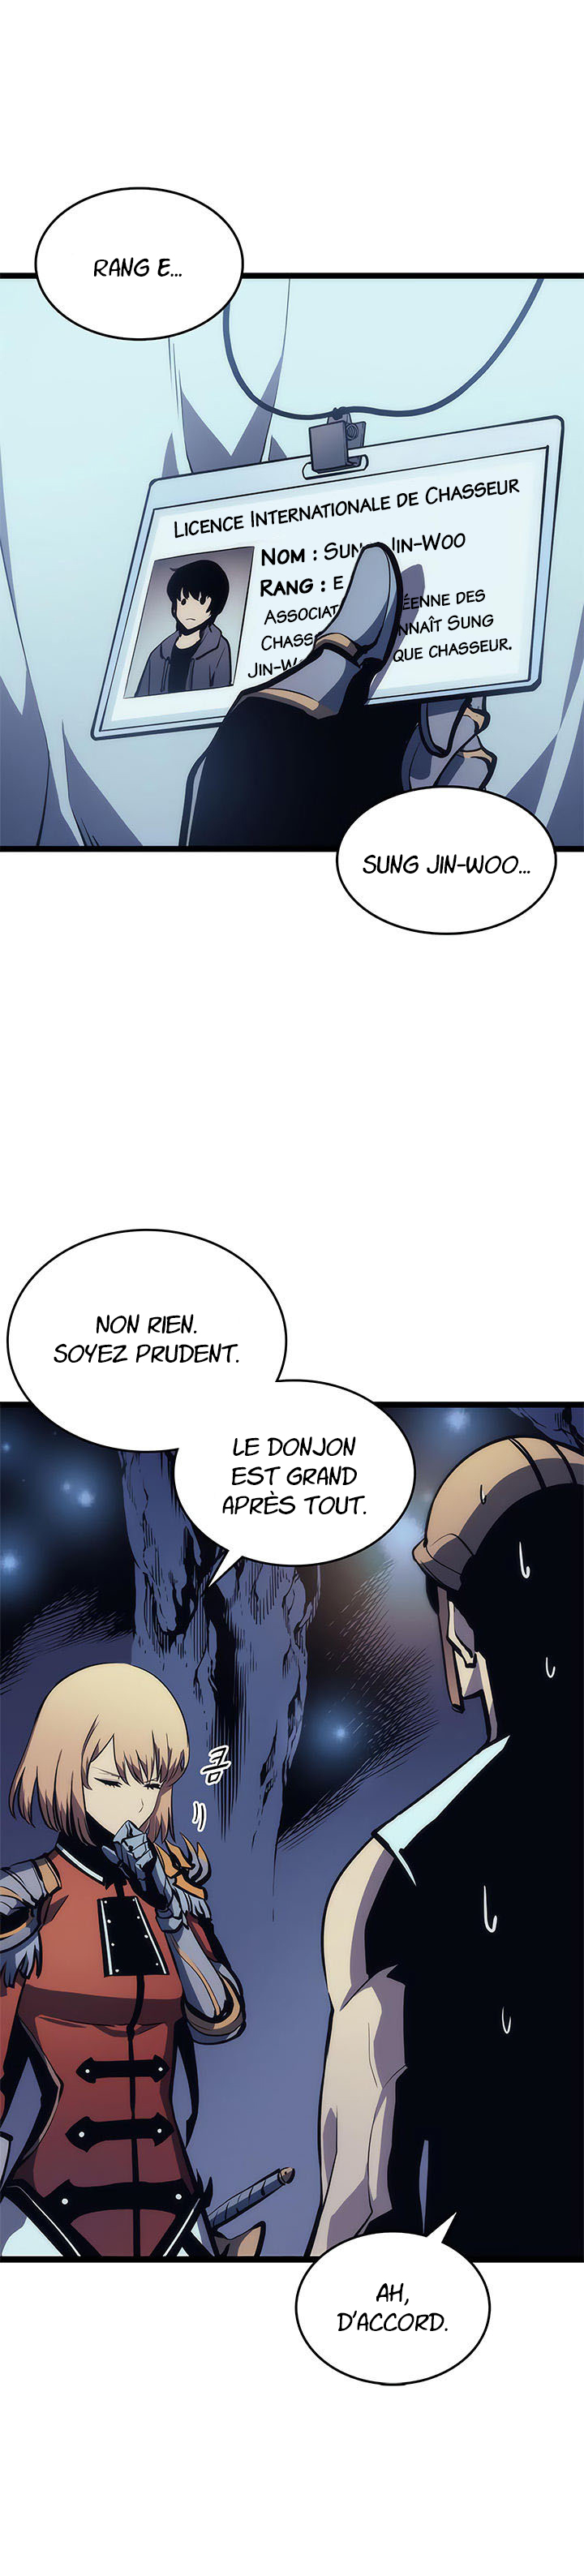 RANG E...
LICENCE INTERNATIONALE DE CHASSEUR
NOM : SUNG JIN-WOO
RANG : E
ASSOCIAT ÉENNE DES
CHASS NNAÎT SUNG
JIN-W QUE CHASSEUR.
SUNG JIN-WOO...
NON RIEN.
SOYEZ PRUDENT.
LE DONJON
EST GRAND
APRÈS TOUT.
큼
AH,
D'ACCORD.